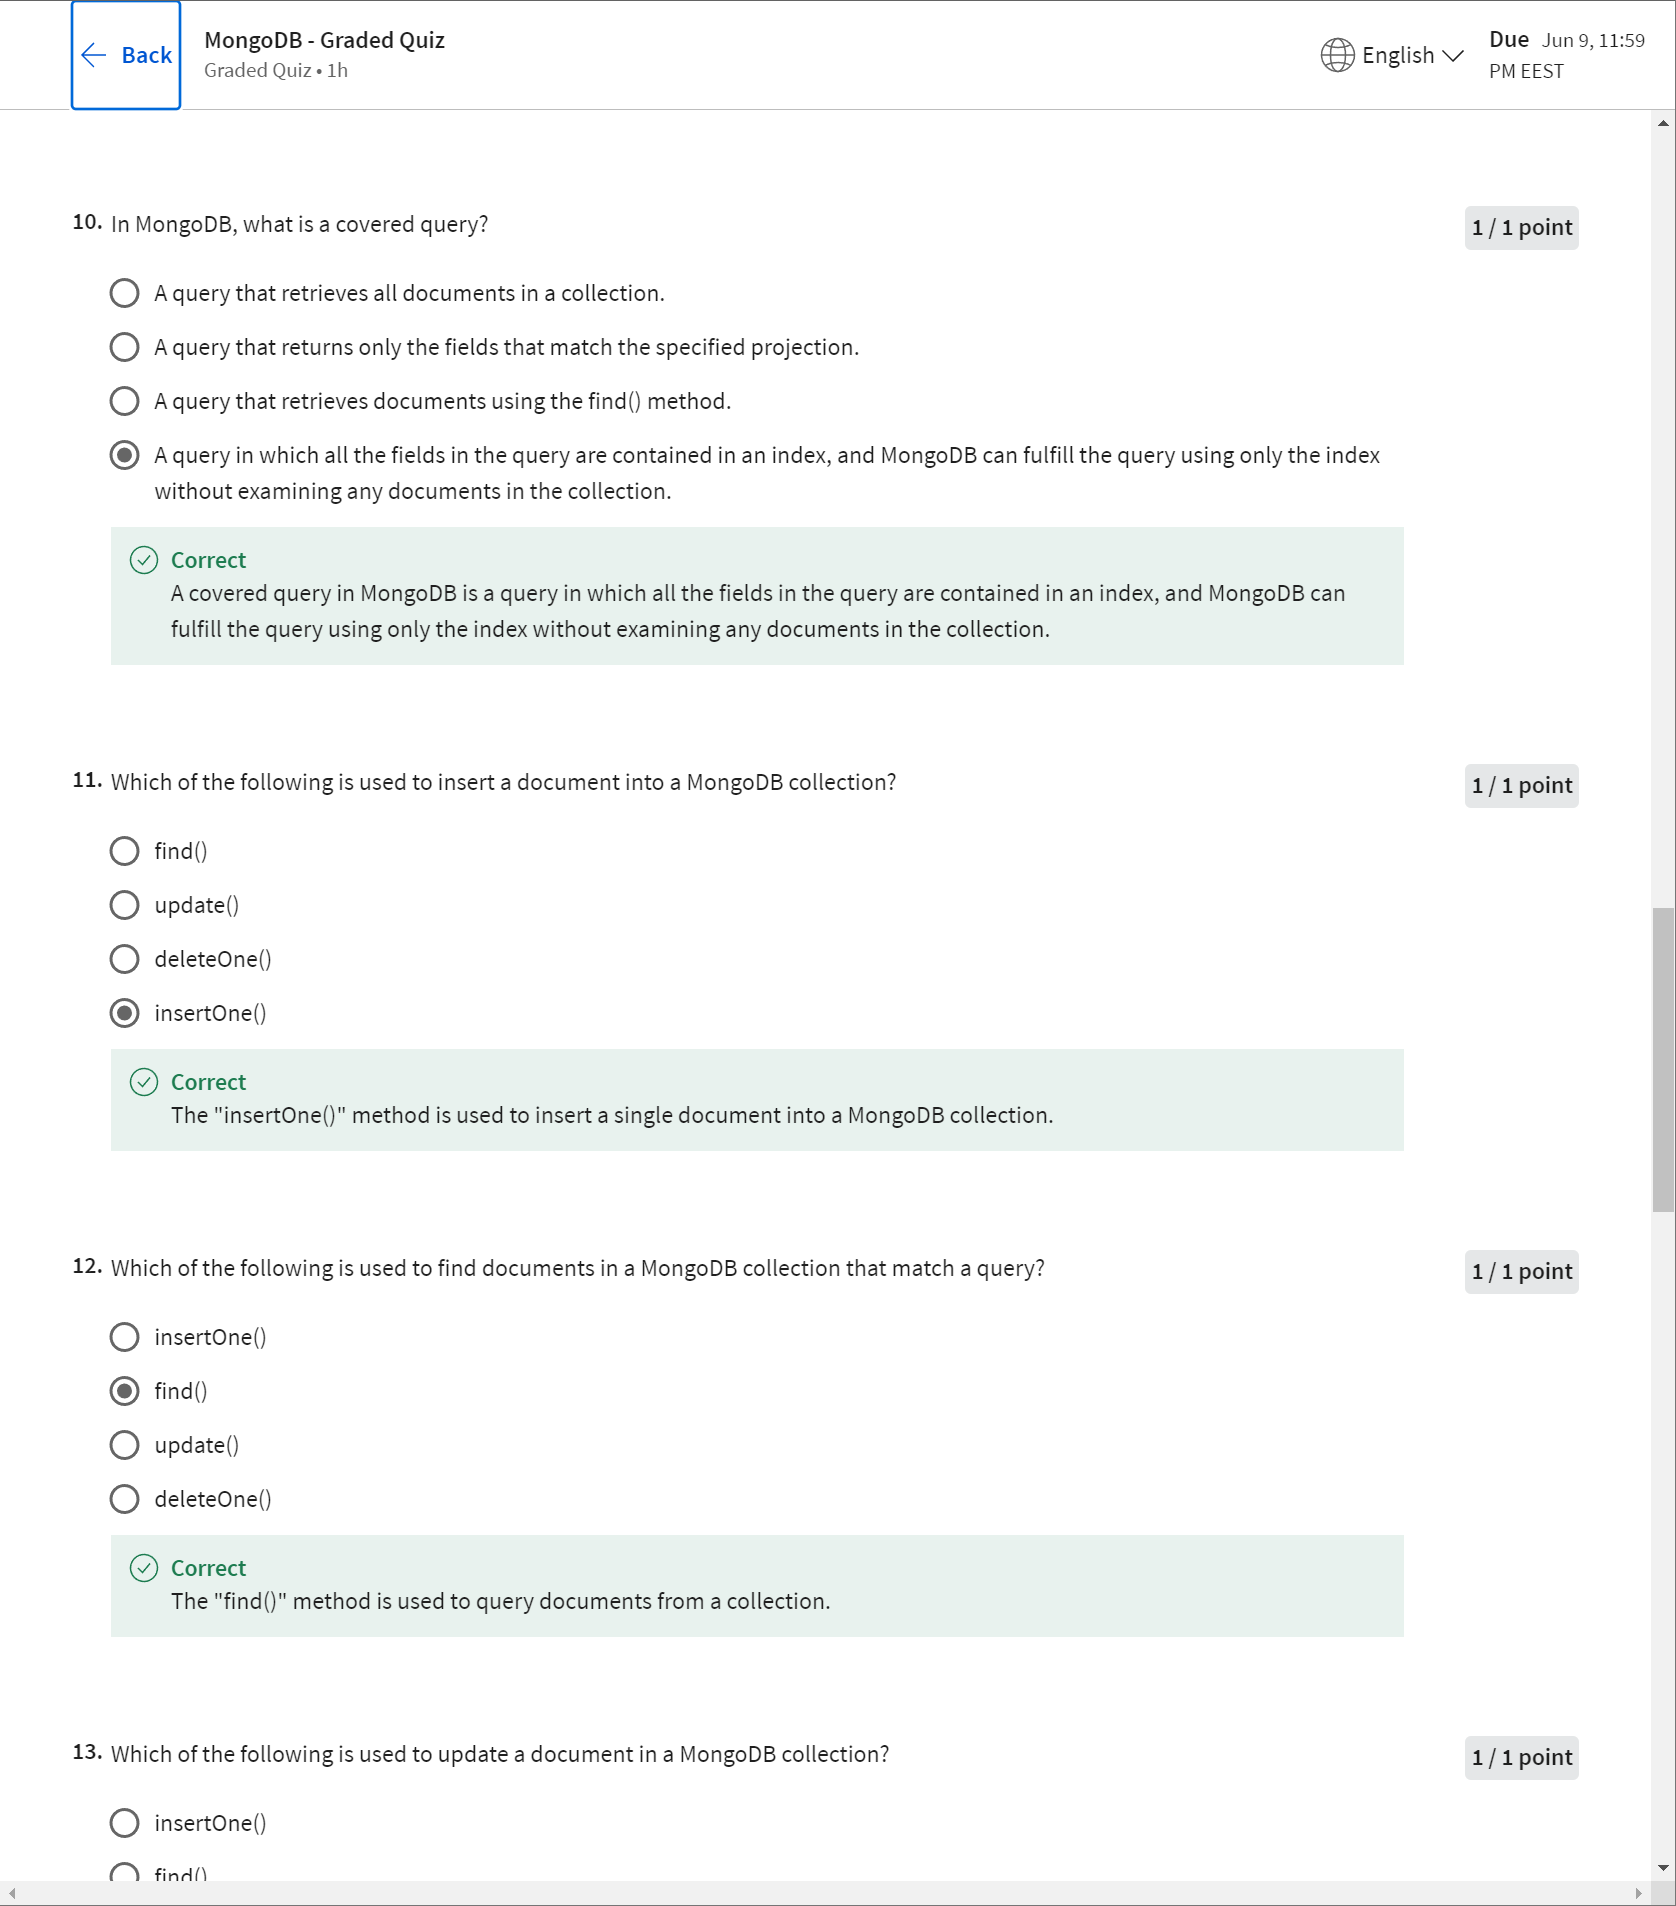 Back
MongoDB - Graded Quiz
Graded Quiz • 1h
English
Due Jun 9, 11:59
PM EEST
10. In MongoDB, what is a covered query?
1 / 1 point
A query that retrieves all documents in a collection.
A query that returns only the fields that match the specified projection.
A query that retrieves documents using the find() method.
A query in which all the fields in the query are contained in an index, and MongoDB can fulfill the query using only the index
without examining any documents in the collection.
Correct
A covered query in MongoDB is a query in which all the fields in the query are contained in an index, and MongoDB can
fulfill the query using only the index without examining any documents in the collection.
11. Which of the following is used to insert a document into a MongoDB collection?
1 / 1 point
find()
update()
deleteOne()
insertOne()
Correct
The "insertOne()" method is used to insert a single document into a MongoDB collection.
12. Which of the following is used to find documents in a MongoDB collection that match a query?
1 / 1 point
insertOne()
find()
update()
deleteOne()
Correct
The "find()" method is used to query documents from a collection.
13. Which of the following is used to update a document in a MongoDB collection?
1 / 1 point
insertOne()
find()